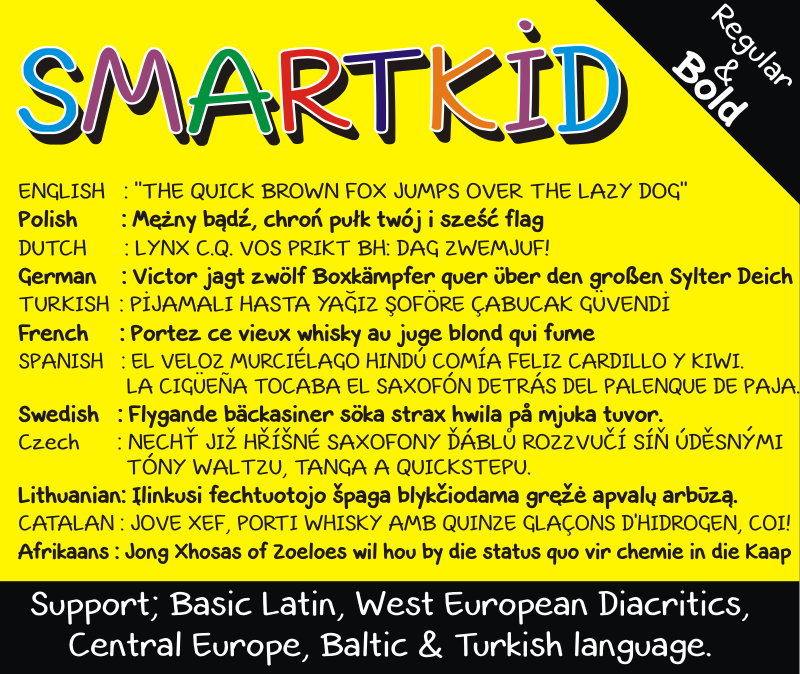 SMARTKİD
Regular
&
Bold
ENGLISH : "THE QUICK BROWN FOX JUMPS OVER THE LAZY DOG"
Polish : Mężny bądź, chroń pułk twój i sześć flag
DUTCH : LYNX C.Q. VOS PRIKT BH: DAG ZWEMJUF!
German : Victor jagt zwölf Boxkämpfer quer über den großen Sylter Deich
TURKISH : PİJAMALI HASTA YAĞIZ ŞOFÖRE ÇABUCAK GÜVENDİ
French : Portez ce vieux whisky au juge blond qui fume
SPANISH : EL VELOZ MURCIÉLAGO HINDÚ COMÍA FELIZ CARDILLO Y KIWI.
LA CIGÜEÑA TOCABA EL SAXOFÓN DETRÁS DEL PALENQUE DE PAJA.
Swedish : Flygande bäckasiner söka strax hwila på mjuka tuvor.
Czech : NECHŤ JIŽ HŘÍŠNÉ SAXOFONY ĎÁBLŮ ROZZVUČÍ SÍŇ ÚDĚSNÝMI
TÓNY WALTZU, TANGA A QUICKSTEPU.
Lithuanian: Įlinkusi fechtuotojo špaga blykčiodama gręžė apvalų arbūzą.
CATALAN : JOVE XEF, PORTI WHISKY AMB QUINZE GLAÇONS D'HIDROGEN, COI!
Afrikaans : Jong Xhosas of Zoeloes wil hou by die status quo vir chemie in die Kaap
Support; Basic Latin, West European Diacritics,
Central Europe, Baltic & Turkish language.